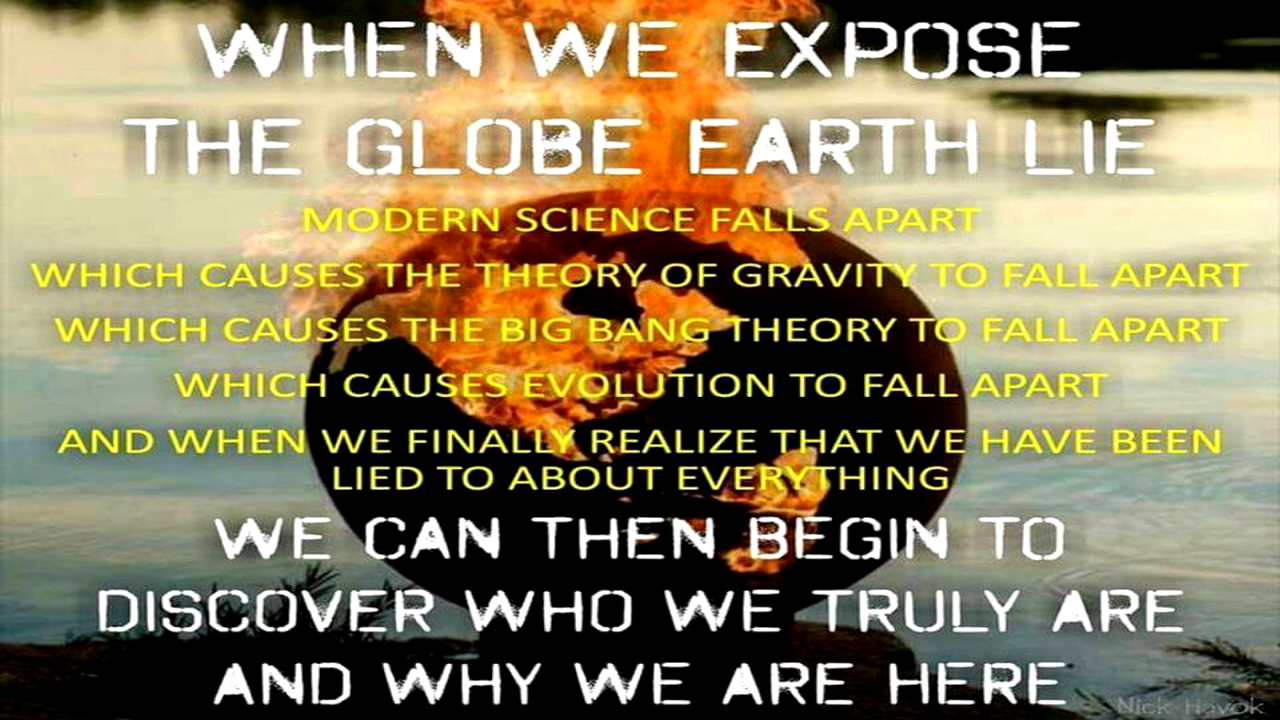 WHEN WE EXPOSE
THE GLOBE EARTH LIE
MODERN SCIENCE FALLS APART
WHICH CAUSES THE THEORY OF GRAVITY TO FALL APART
WHICH CAUSES THE BIG BANG THEORY TO FALL APART
WHICH CAUSES EVOLUTION TO FALL APART
AND WHEN WE FINALLY REALIZE THAT WE HAVE BEEN
LIED TO ABOUT EVERYTHING
WE CAN THEN BEGIN TO
DISCOVER WHO WE TRULY ARE
AND WHY WE ARE HERE
Nick Havok